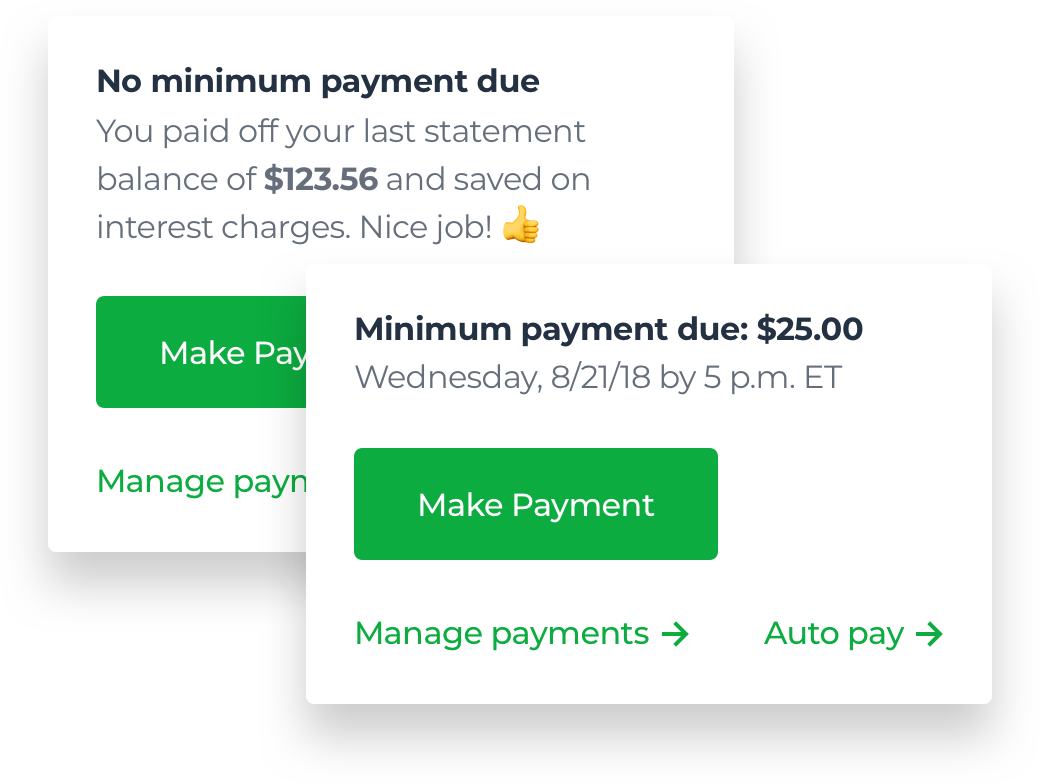 No minimum payment due
You paid off your last statement
balance of $123.56 and saved on
interest charges. Nice job! 👍
Make Pay
Manage payn
Minimum payment due: $25.00
Wednesday, 8/21/18 by 5 p.m. ET
Make Payment
Manage payments →
Auto pay →